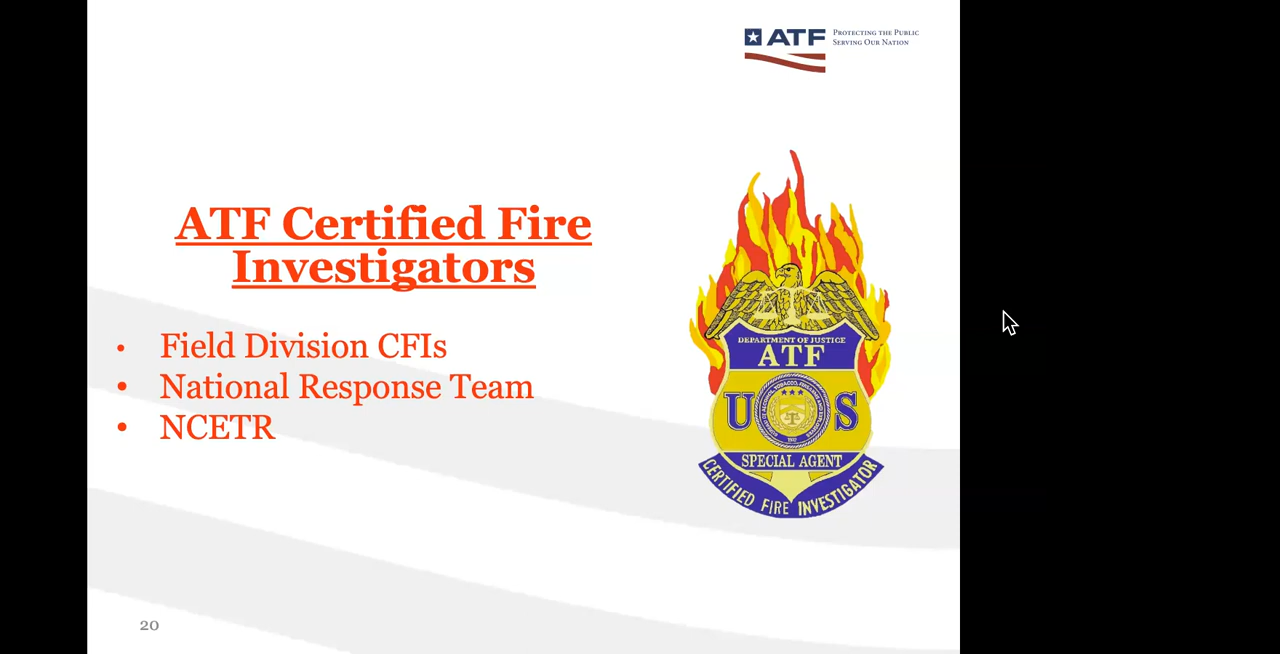 ATF
PROTECTING THE PUBLIC
SERVING OUR NATION
ATF Certified Fire
Investigators
• Field Division CFIs
• National Response Team
• NCETR
DEPARTMENT OF JUSTICE
ATF
U S
SPECIAL AGENT
CERTIFIED FIRE INVESTIGATOR
20